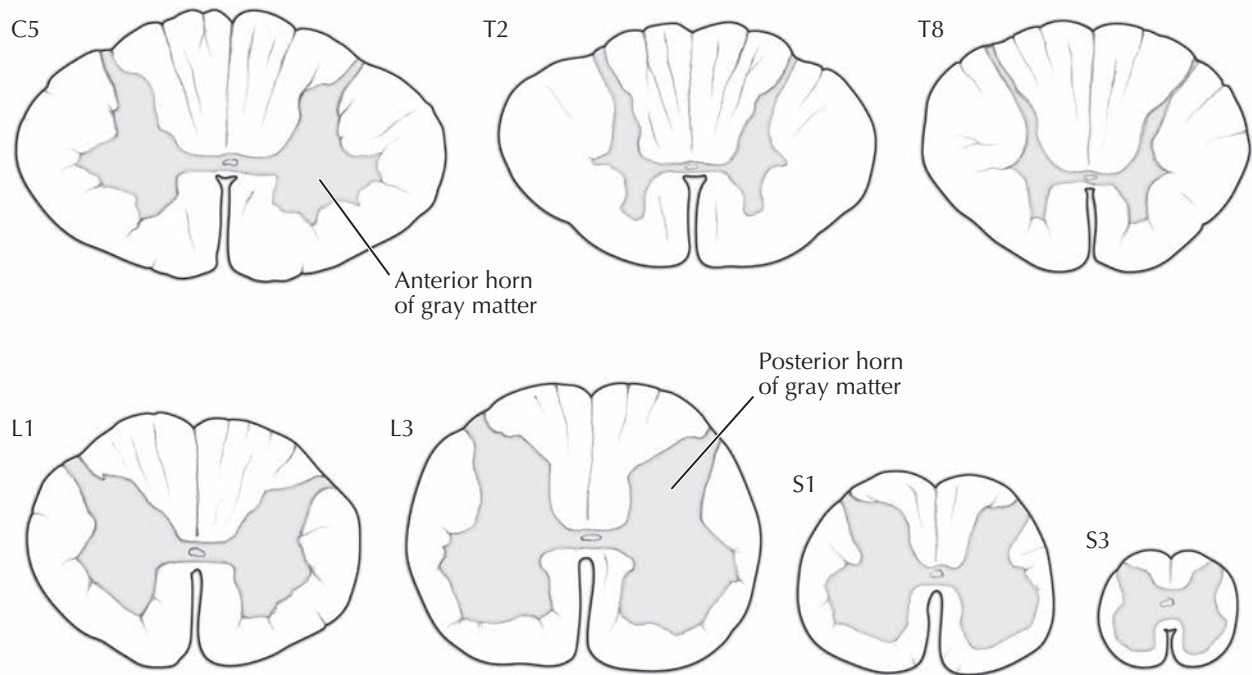 C5
T2
T8
Anterior horn
of gray matter
Posterior horn
of gray matter
L1
L3
S1
S3